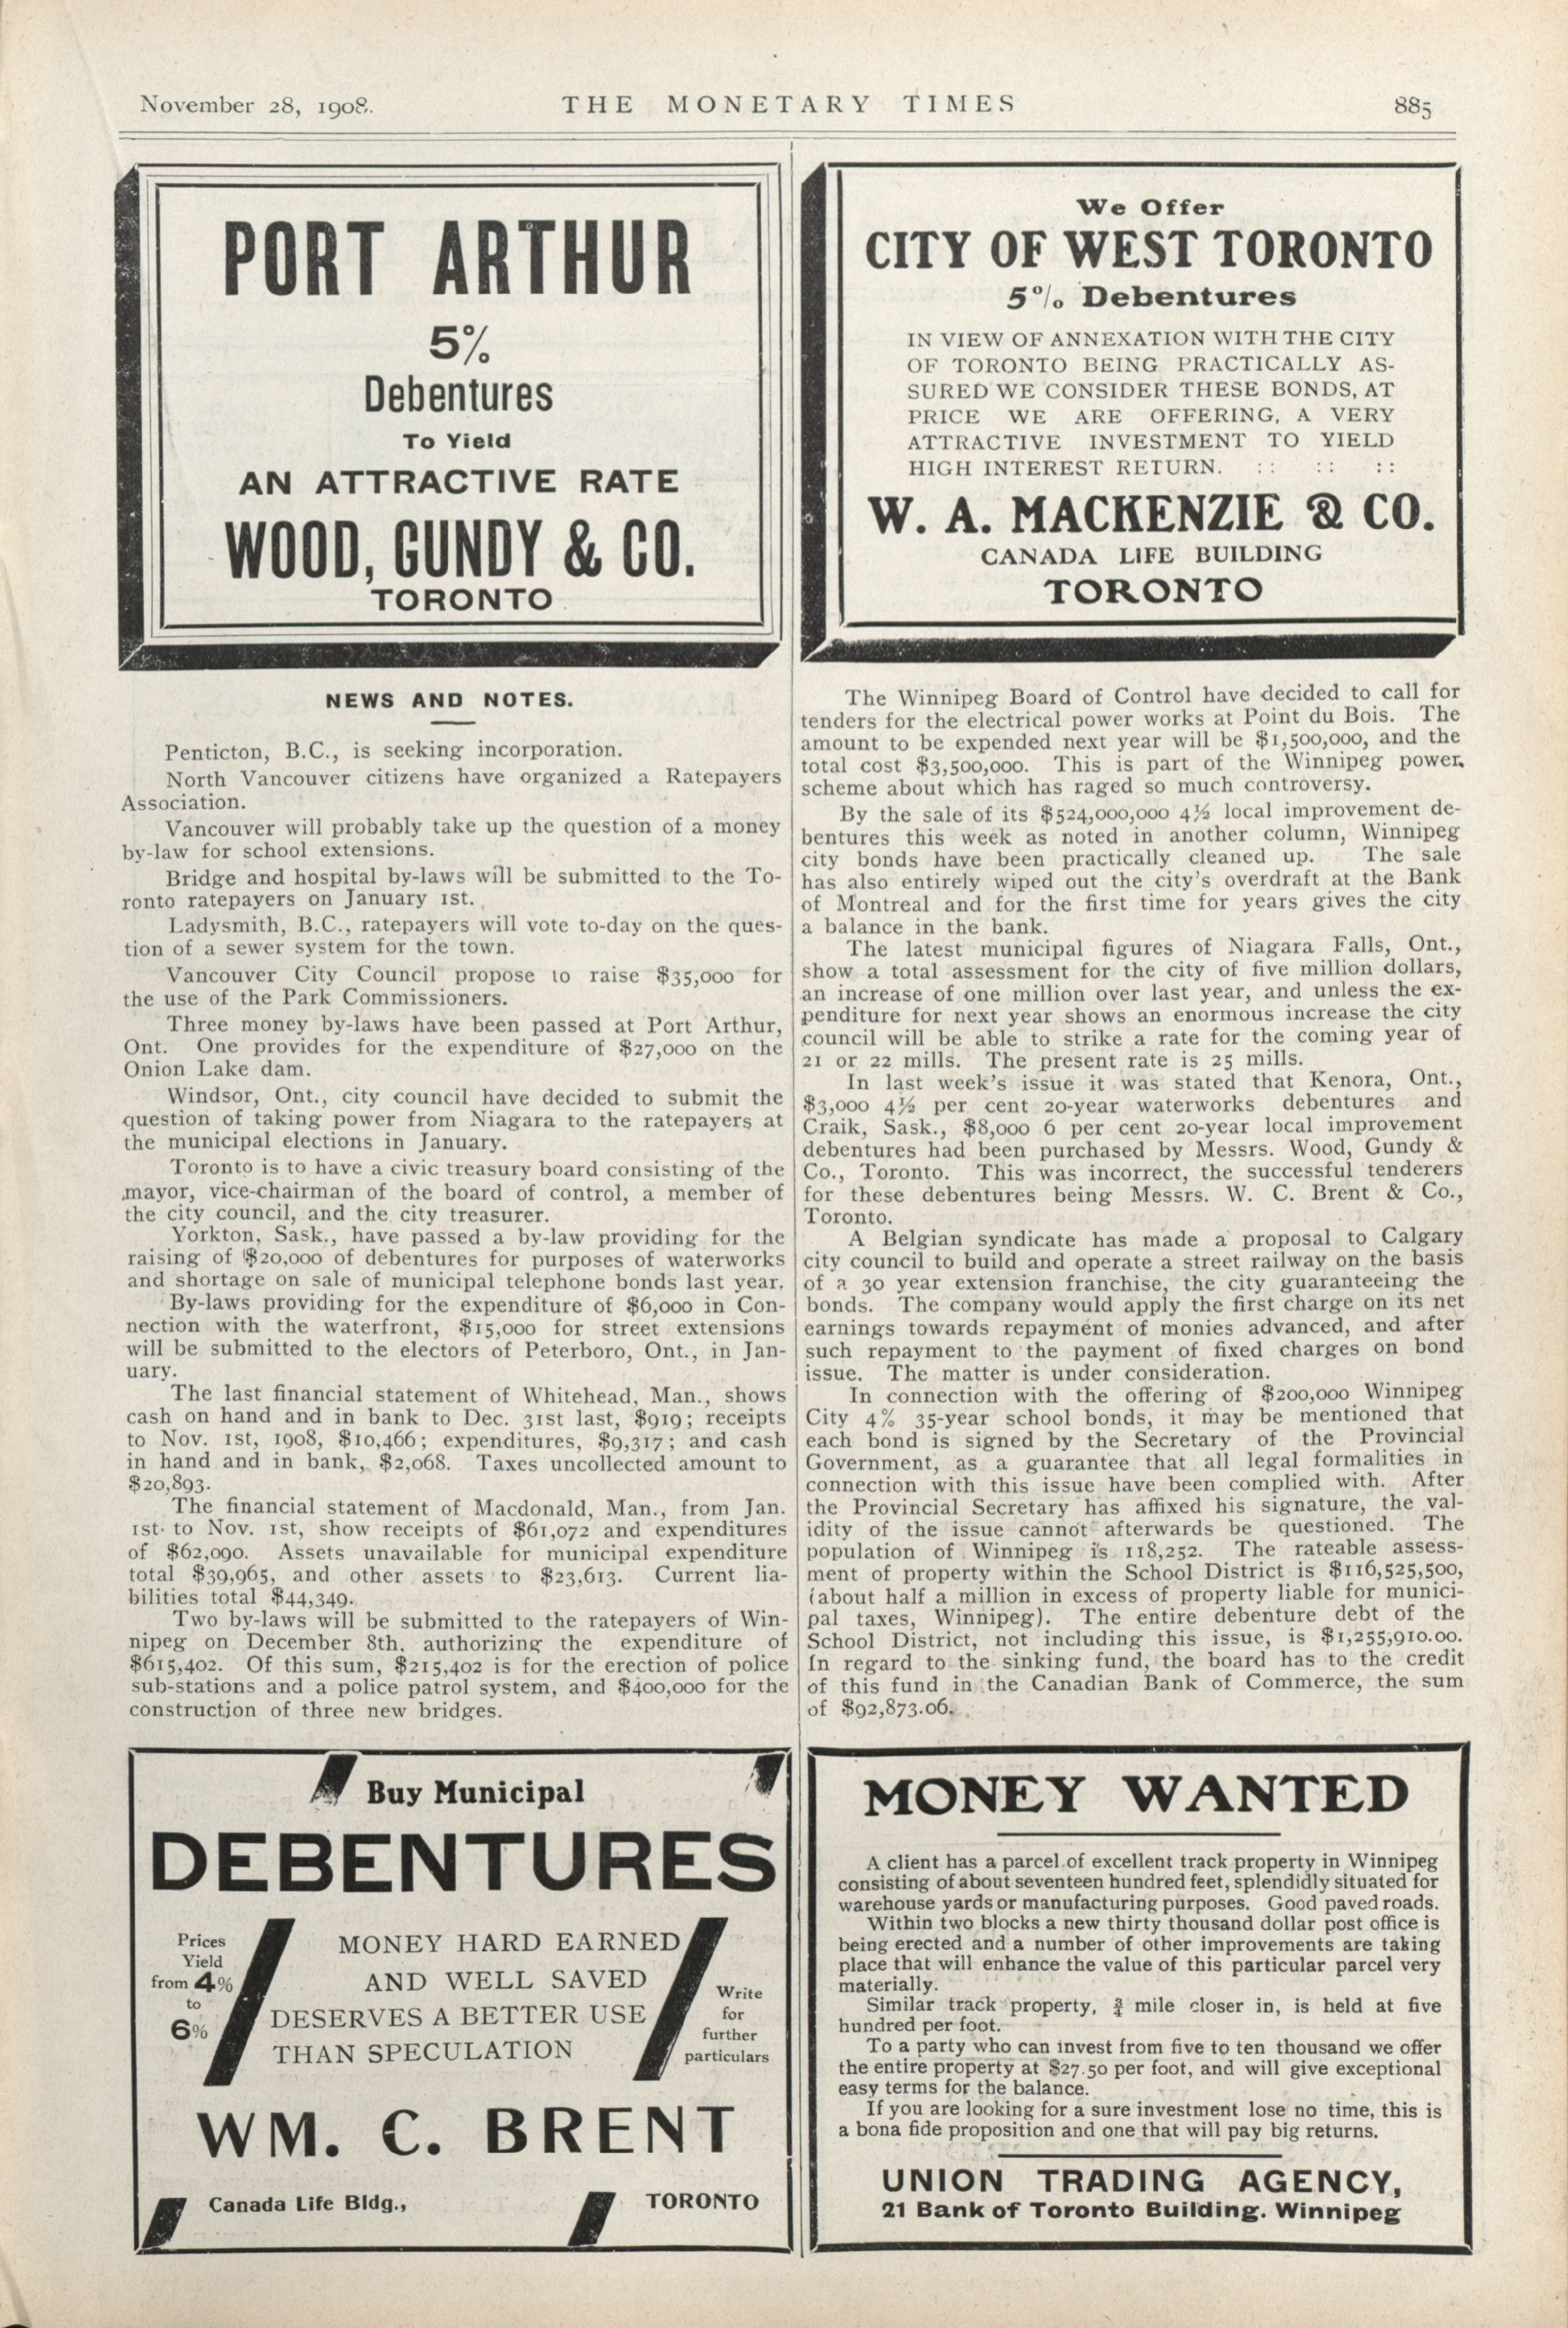 November 28, 1908.
THE MONETARY TIMES
885
PORT ARTHUR
5%
Debentures
To Yield
AN ATTRACTIVE RATE
WOOD, GUNDY & CO.
TORONTO
We Offer
CITY OF WEST TORONTO
5% Debentures
IN VIEW OF ANNEXATION WITH THE CITY
OF TORONTO BEING PRACTICALLY AS-
SURED WE CONSIDER THESE BONDS, AT
PRICE WE ARE OFFERING, A VERY
ATTRACTIVE INVESTMENT TO YIELD
HIGH INTEREST RETURN. :: :: ::
W. A. MACKENZIE & CO.
CANADA LIFE BUILDING
TORONTO
NEWS AND NOTES.
Penticton, B.C., is seeking incorporation.
North Vancouver citizens have organized a Ratepayers
Association.
Vancouver will probably take up the question of a money
by-law for school extensions.
Bridge and hospital by-laws will be submitted to the To-
ronto ratepayers on January 1st.
Ladysmith, B.C., ratepayers will vote to-day on the ques-
tion of a sewer system for the town.
Vancouver City Council propose to raise $35,000 for
the use of the Park Commissioners.
Three money by-laws have been passed at Port Arthur,
Ont. One provides for the expenditure of $27,000 on the
Onion Lake dam.
Windsor, Ont., city council have decided to submit the
question of taking power from Niagara to the ratepayers at
the municipal elections in January.
Toronto is to have a civic treasury board consisting of the
mayor, vice-chairman of the board of control, a member of
the city council, and the city treasurer.
Yorkton, Sask., have passed a by-law providing for the
raising of $20,000 of debentures for purposes of waterworks
and shortage on sale of municipal telephone bonds last year.
By-laws providing for the expenditure of $6,000 in Con-
nection with the waterfront, $15,000 for street extensions
will be submitted to the electors of Peterboro, Ont., in Jan-
uary.
The last financial statement of Whitehead, Man., shows
cash on hand and in bank to Dec. 31st last, $919; receipts
to Nov. 1st, 1908, $10,466; expenditures, $9,317; and cash
in hand and in bank, $2,068. Taxes uncollected amount to
$20,893.
The financial statement of Macdonald, Man., from Jan.
1st to Nov. 1st, show receipts of $61,072 and expenditures
of $62,090. Assets unavailable for municipal expenditure
total $39,965, and other assets to $23,613. Current lia-
bilities total $44,349.
Two by-laws will be submitted to the ratepayers of Win-
nipeg on December 8th, authorizing the expenditure of
$615,402. Of this sum, $215,402 is for the erection of police
sub-stations and a police patrol system, and $400,000 for the
construction of three new bridges.
The Winnipeg Board of Control have decided to call for
tenders for the electrical power works at Point du Bois. The
amount to be expended next year will be $1,500,000, and the
total cost $3,500,000. This is part of the Winnipeg power
scheme about which has raged so much controversy.
By the sale of its $524,000,000 4½ local improvement de-
bentures this week as noted in another column, Winnipeg
city bonds have been practically cleaned up. The sale
has also entirely wiped out the city's overdraft at the Bank
of Montreal and for the first time for years gives the city
a balance in the bank.
The latest municipal figures of Niagara Falls, Ont.,
show a total assessment for the city of five million dollars,
an increase of one million over last year, and unless the ex-
penditure for next year shows an enormous increase the city
council will be able to strike a rate for the coming year of
21 or 22 mills. The present rate is 25 mills.
In last week's issue it was stated that Kenora, Ont.,
$3,000 4½ per cent 20-year waterworks debentures and
Craik, Sask., $8,000 6 per cent 20-year local improvement
debentures had been purchased by Messrs. Wood, Gundy &
Co., Toronto. This was incorrect, the successful tenderers
for these debentures being Messrs. W. C. Brent & Co.,
Toronto.
A Belgian syndicate has made a proposal to Calgary
city council to build and operate a street railway on the basis
of a 30 year extension franchise, the city guaranteeing the
bonds. The company would apply the first charge on its net
earnings towards repayment of monies advanced, and after
such repayment to the payment of fixed charges on bond
issue. The matter is under consideration.
In connection with the offering of $200,000 Winnipeg
City 4% 35-year school bonds, it may be mentioned that
each bond is signed by the Secretary of the Provincial
Government, as a guarantee that all legal formalities in
connection with this issue have been complied with. After
the Provincial Secretary has affixed his signature, the val-
idity of the issue cannot afterwards be questioned. The
population of Winnipeg is 118,252. The rateable assess-
ment of property within the School District is $116,525,500,
(about half a million in excess of property liable for munici-
pal taxes, Winnipeg). The entire debenture debt of the
School District, not including this issue, is $1,255,910.00.
In regard to the sinking fund, the board has to the credit
of this fund in the Canadian Bank of Commerce, the sum
of $92,873.06.
Buy Municipal
DEBENTURES
Prices
Yield
from 4%
to
6%
MONEY HARD EARNED
AND WELL SAVED
DESERVES A BETTER USE
THAN SPECULATION
Write
for
further
particulars
WM. C. BRENT
Canada Life Bldg., TORONTO
MONEY WANTED
A client has a parcel of excellent track property in Winnipeg
consisting of about seventeen hundred feet, splendidly situated for
warehouse yards or manufacturing purposes. Good paved roads.
Within two blocks a new thirty thousand dollar post office is
being erected and a number of other improvements are taking
place that will enhance the value of this particular parcel very
materially.
Similar track property, ¾ mile closer in, is held at five
hundred per foot.
To a party who can invest from five to ten thousand we offer
the entire property at $27.50 per foot, and will give exceptional
easy terms for the balance.
If you are looking for a sure investment lose no time, this is
a bona fide proposition and one that will pay big returns.
UNION TRADING AGENCY,
21 Bank of Toronto Building. Winnipeg